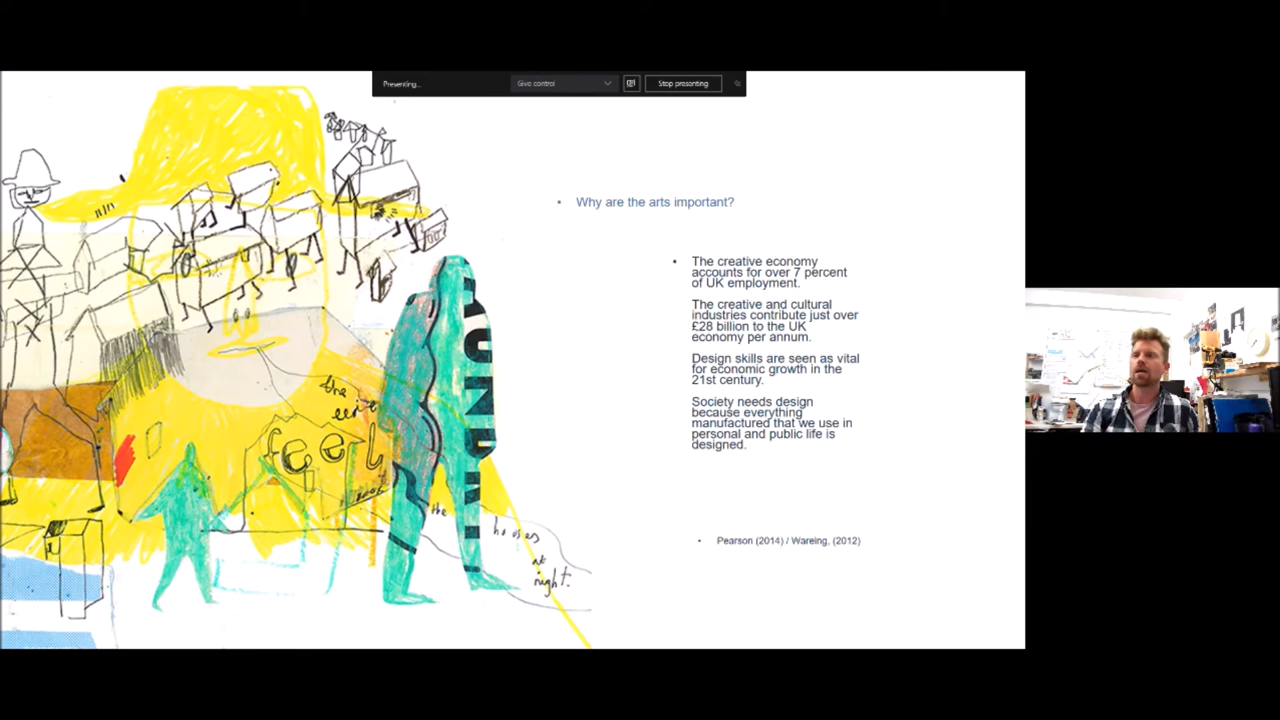 Presenting...
Give control
Stop presenting
• Why are the arts important?
• The creative economy
accounts for over 7 percent
of UK employment.
The creative and cultural
industries contribute just over
£28 billion to the UK
economy per annum.
Design skills are seen as vital
for economic growth in the
21st century.
Society needs design
because everything
manufactured that we use in
personal and public life is
designed.
• Pearson (2014) / Wareing, (2012)
the
feel
the
houses
at
night.